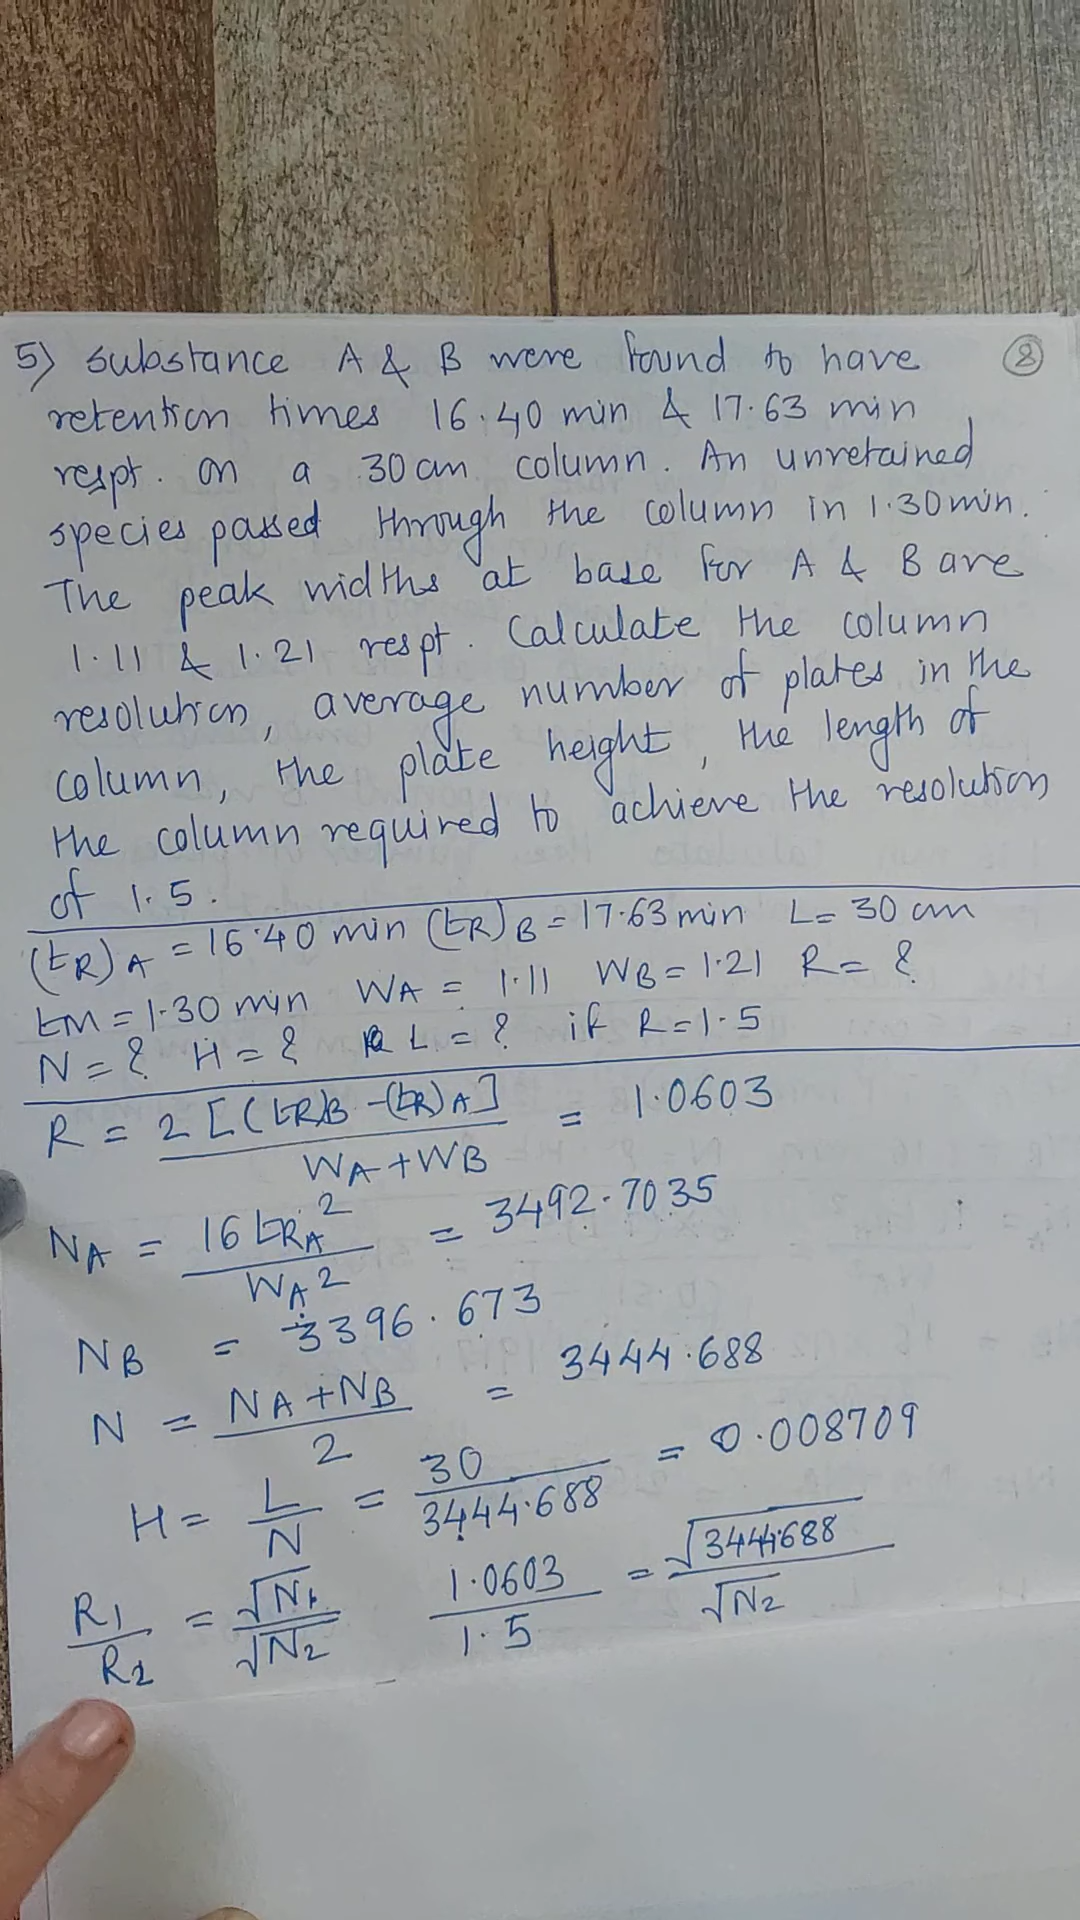 5) Substance A & B were found to have
8
retention times 16.40 min & 17.63 min
respt. on a 30 cm column. An unretained
species passed through the column in 1.30 min.
The peak widths at base for A & B are
1.11 & 1.21 respt. Calculate the column
resolution, average number of plates in the
column, the plate height, the length of
the column required to achieve the resolution
of 1.5.
(tR)A = 16.40 min (tR)B = 17.63 min L = 30 cm
tM = 1.30 min WA = 1.11 WB = 1.21 R = ?
N = ? H = ? L = ? if R = 1.5
R = 2 [(tR)B - (tR)A] / WA + WB = 1.0603
NA = 16 tRA² / WA² = 3492.7035
NB = 3396.673
N = NA + NB / 2 = 3444.688
H = L / N = 30 / 3444.688 = 0.008709
R1 / R2 = √N1 / √N2 1.0603 / 1.5 = √3444.688 / √N2